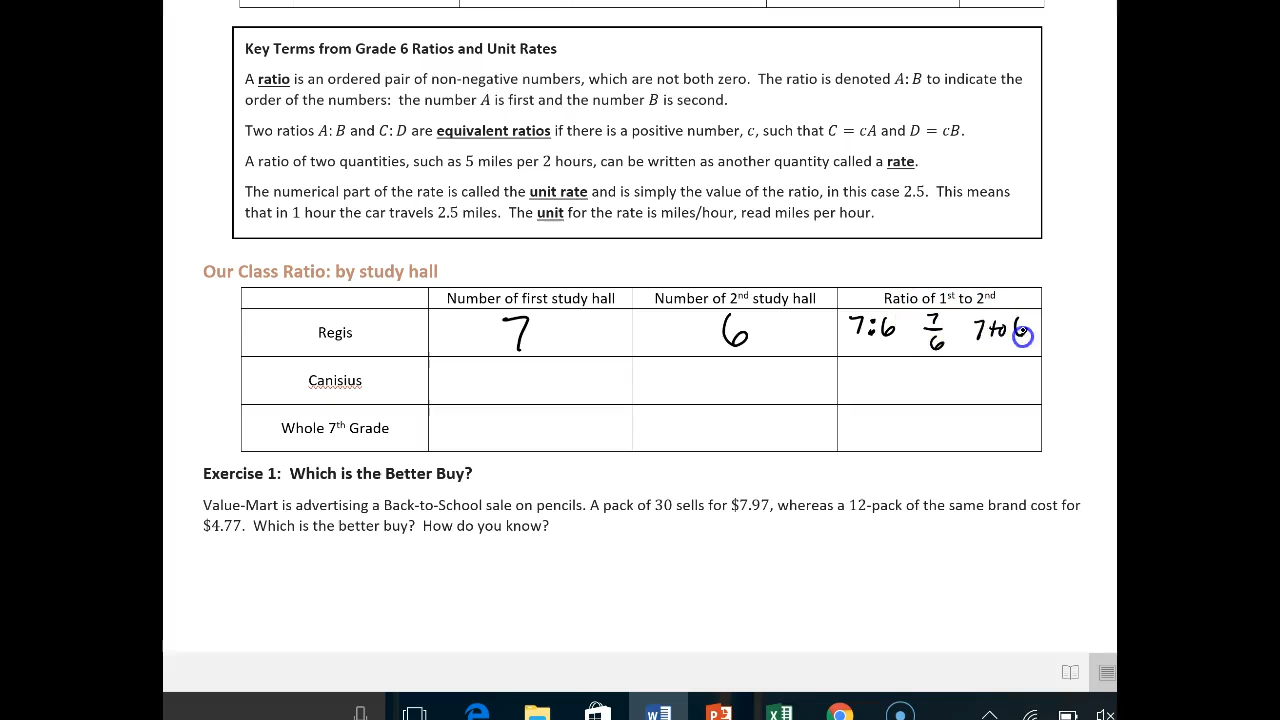 Key Terms from Grade 6 Ratios and Unit Rates
A ratio is an ordered pair of non-negative numbers, which are not both zero. The ratio is denoted A: B to indicate the
order of the numbers: the number A is first and the number B is second.
Two ratios A: B and C: D are equivalent ratios if there is a positive number, c, such that C = cA and D = cB.
A ratio of two quantities, such as 5 miles per 2 hours, can be written as another quantity called a rate.
The numerical part of the rate is called the unit rate and is simply the value of the ratio, in this case 2.5. This means
that in 1 hour the car travels 2.5 miles. The unit for the rate is miles/hour, read miles per hour.
Our Class Ratio: by study hall
Number of first study hall Number of 2nd study hall Ratio of 1st to 2nd
Regis 7 6 7:6 7/6 7 to 6
Canisius
Whole 7th Grade
Exercise 1: Which is the Better Buy?
Value-Mart is advertising a Back-to-School sale on pencils. A pack of 30 sells for $7.97, whereas a 12-pack of the same brand cost for
$4.77. Which is the better buy? How do you know?